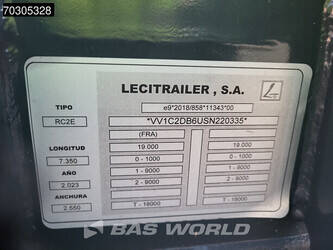 70305328
LECITRAILER , S.A.
TIPO
RC2E
LONGITUD
7.350
AÑO
2.023
ANCHURA
2.550
e9*2018/858*11343*00
*VV1C2DB6USN220335*
(FRA)
19.000 19.000
0 - 1000 0 - 1000
1 - 9000 1 - 9000
2 - 9000 2 - 9000
T - 18000 T - 18000
BAS WORLD